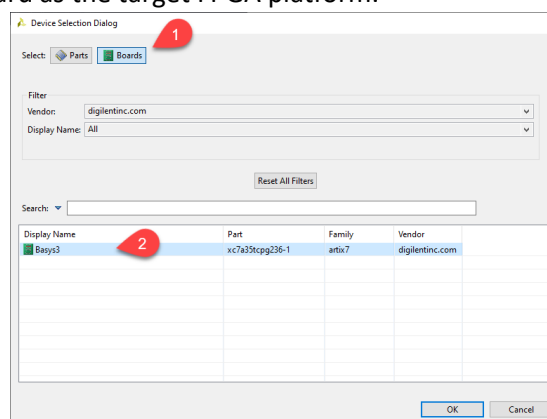 ard as the target FPGA platform.
Device Selection Dialog
1
Select: Parts Boards
Filter
Vendor: digilentinc.com
Display Name: All
Reset All Filters
Search:
Display Name Part Family Vendor
2
Basys3 xc7a35tcpg236-1 artix7 digilentinc.com
OK Cancel